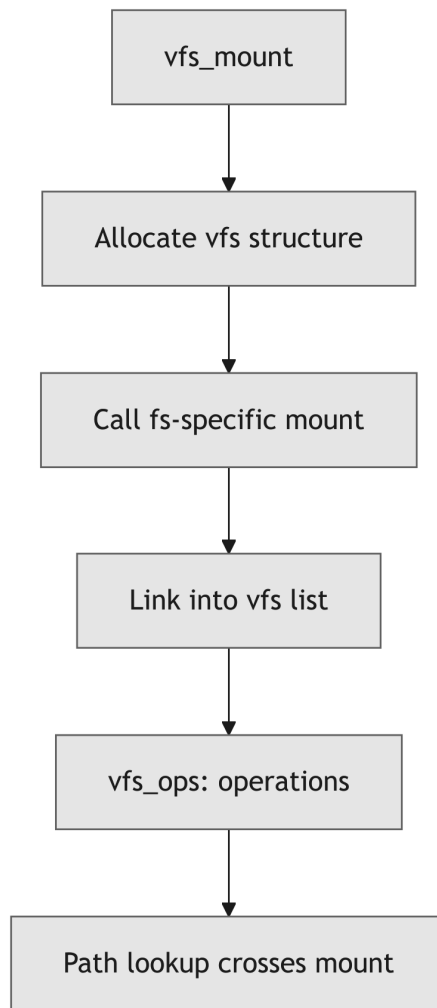 vfs_mount
Allocate vfs structure
Call fs-specific mount
Link into vfs list
vfs_ops: operations
Path lookup crosses mount